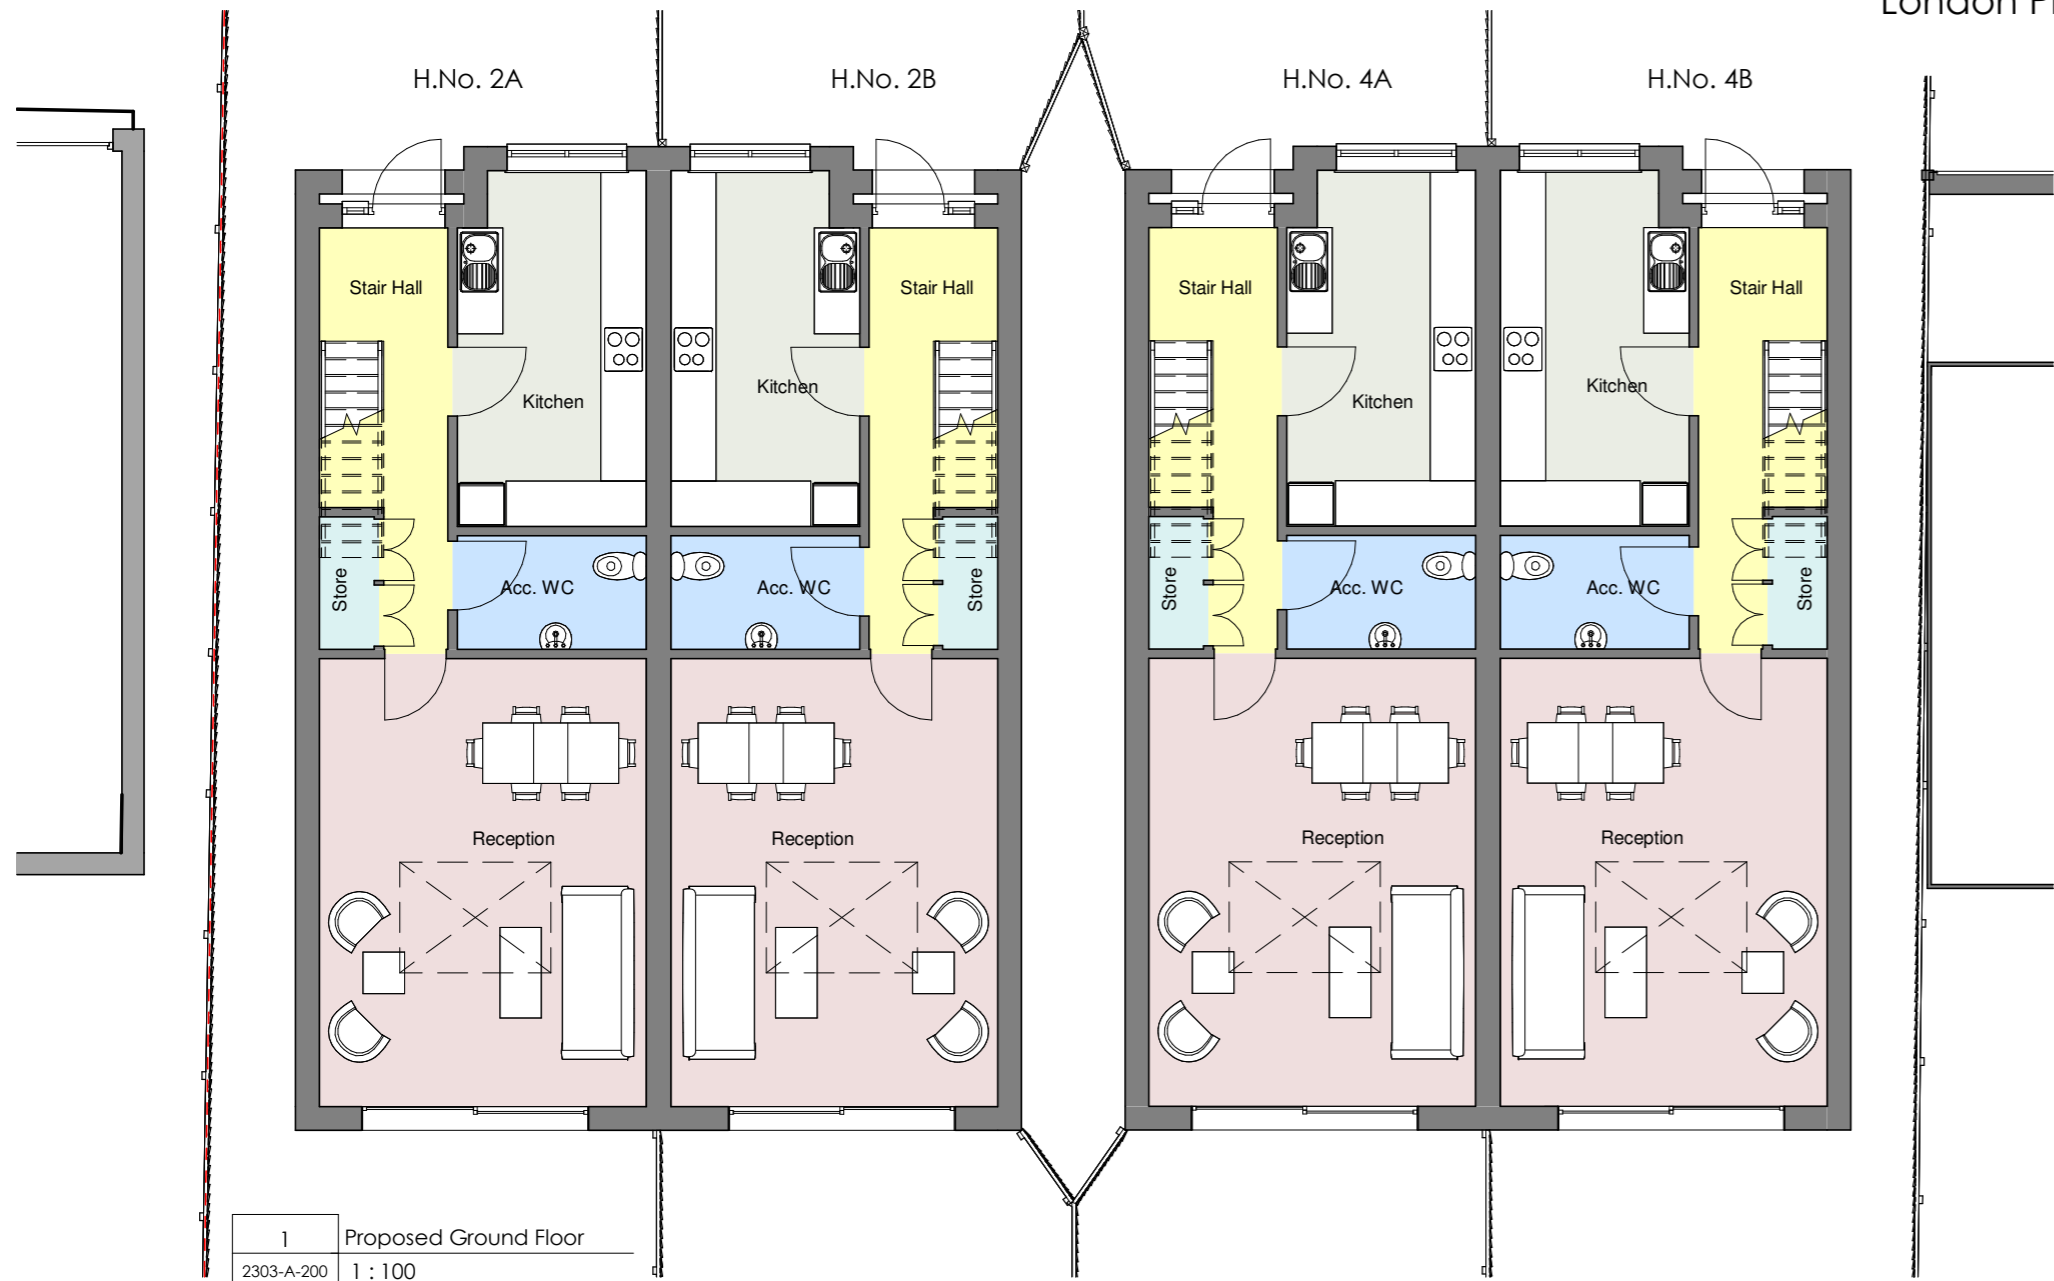 London
H.No. 2A
H.No. 2B
H.No. 4A
H.No. 4B
Stair Hall
Stair Hall
Stair Hall
Stair Hall
Kitchen
Kitchen
Kitchen
Kitchen
Store
Acc. WC
Acc. WC
Store
Store
Acc. WC
Acc. WC
Store
Reception
Reception
Reception
Reception
1
Proposed Ground Floor
2303-A-200
1 : 100